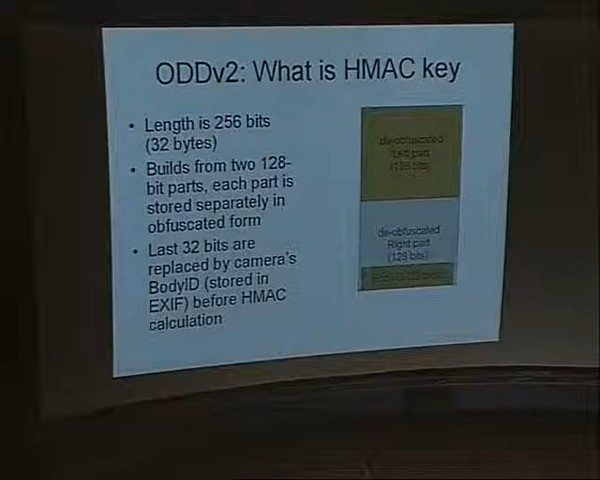 ODDv2: What is HMAC key
• Length is 256 bits
(32 bytes)
• Builds from two 128-
bit parts, each part is
stored separately in
obfuscated form
• Last 32 bits are
replaced by camera's
BodyID (stored in
EXIF) before HMAC
calculation
de-obfuscated
Left part
(128 bits)
de-obfuscated
Right part
(128 bits)